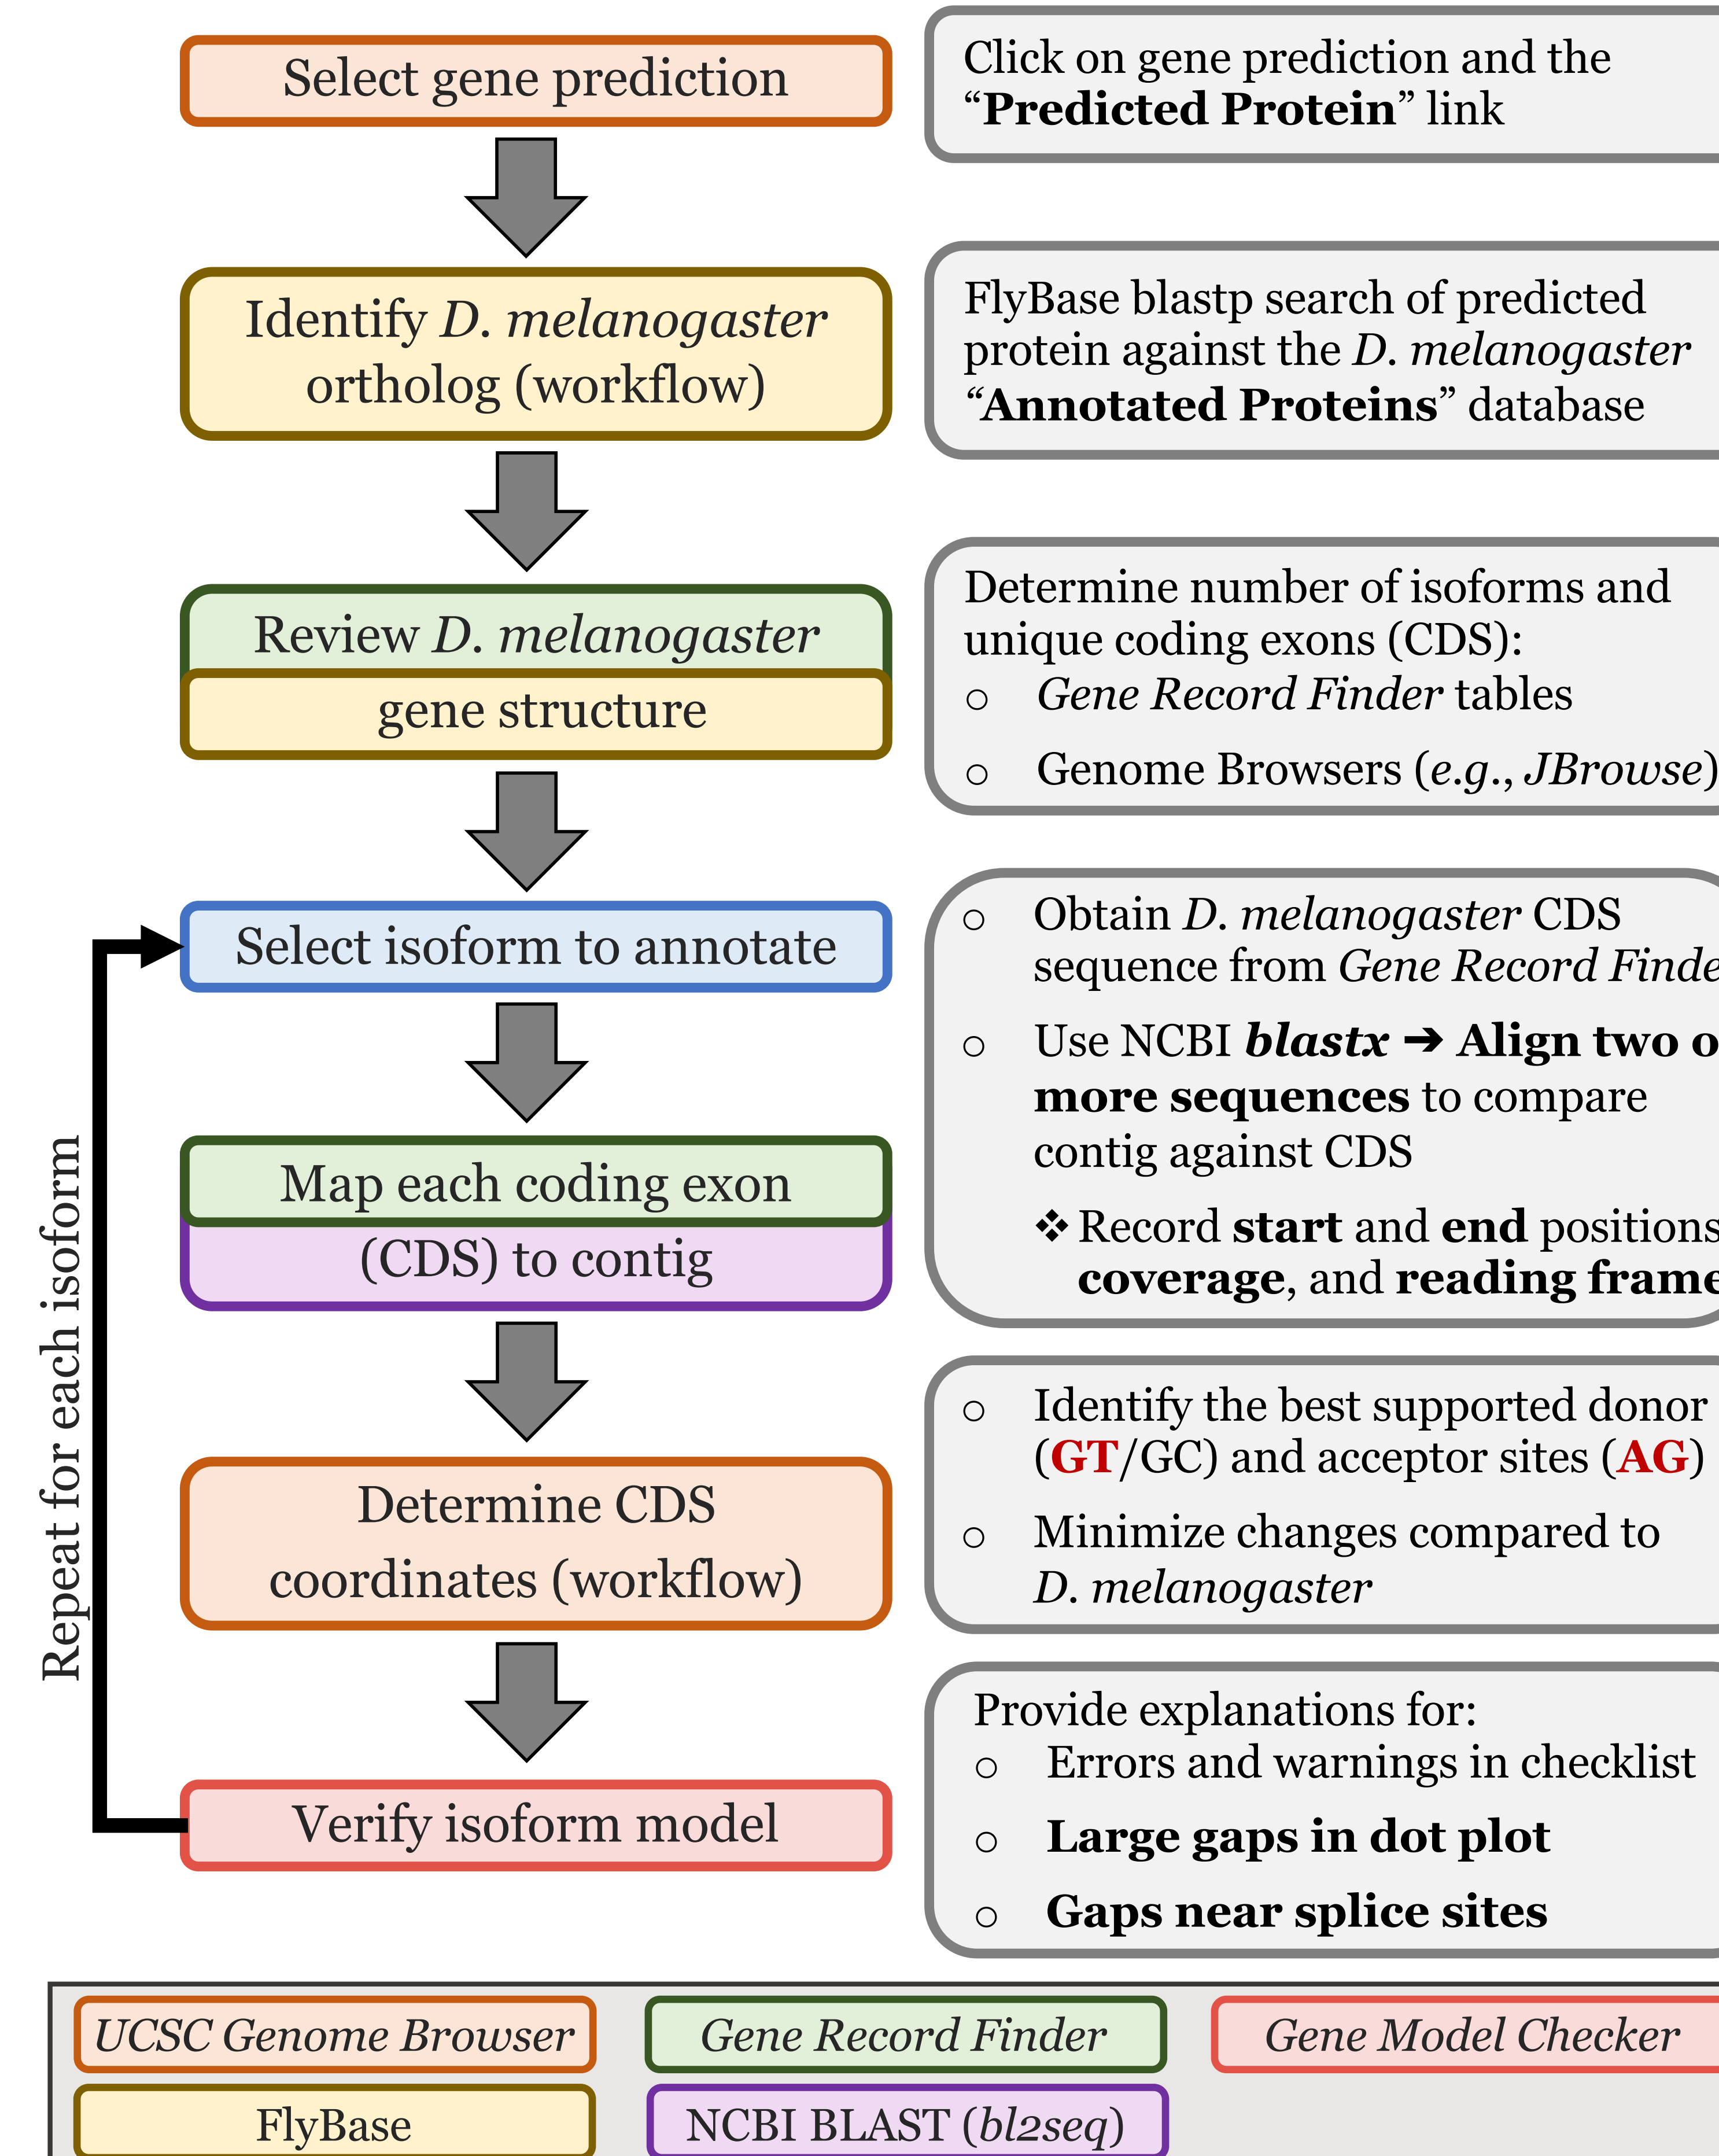 Select gene prediction
Click on gene prediction and the
“Predicted Protein” link
Identify D. melanogaster
ortholog (workflow)
FlyBase blastp search of predicted
protein against the D. melanogaster
“Annotated Proteins” database
Review D. melanogaster
gene structure
Determine number of isoforms and
unique coding exons (CDS):
○ Gene Record Finder tables
○ Genome Browsers (e.g., JBrowse)
Select isoform to annotate
Map each coding exon
(CDS) to contig
○ Obtain D. melanogaster CDS
sequence from Gene Record
○ Use NCBI blastx ➔ Align two
more sequences to compare
contig against CDS
❖ Record start and end positions
coverage, and reading frame
Determine CDS
coordinates (workflow)
○ Identify the best supported donor
(GT/GC) and acceptor sites (AG)
○ Minimize changes compared to
D. melanogaster
Verify isoform model
Provide explanations for:
○ Errors and warnings in checklist
○ Large gaps in dot plot
○ Gaps near splice sites
Repeat for each isoform
UCSC Genome Browser
Gene Record Finder
Gene Model Checker
FlyBase
NCBI BLAST (bl2seq)